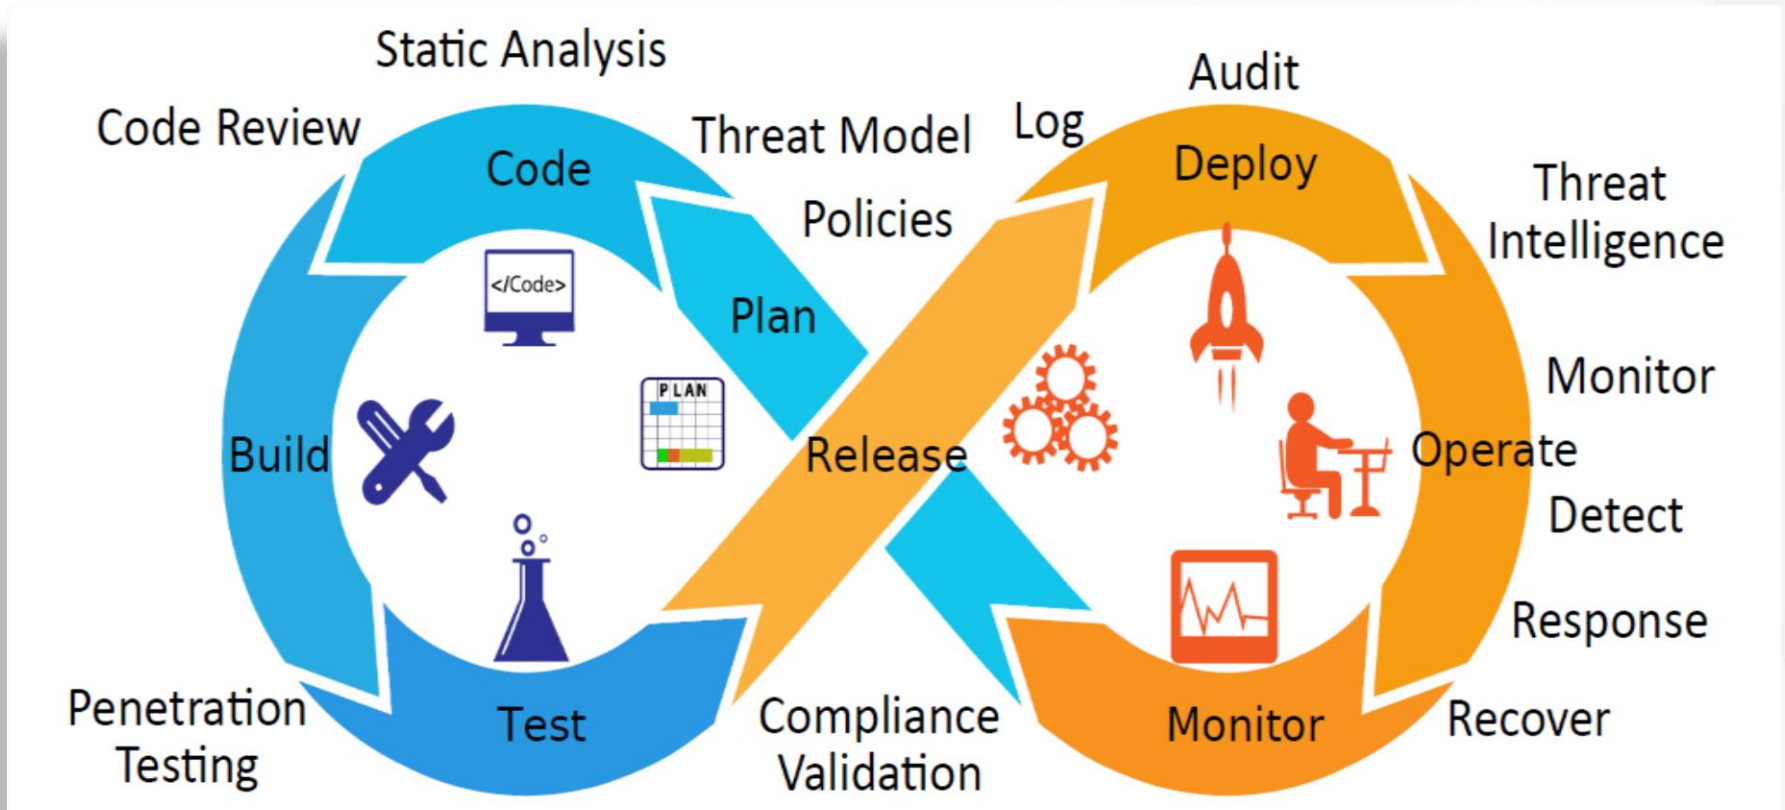 Static Analysis
Audit
Code Review
Threat Model
Log
Code
Deploy
Threat
Intelligence
Policies
</Code>
Plan
PLAN
Monitor
Build
Release
Operate
Detect
Response
Penetration
Testing
Test
Compliance
Validation
Monitor
Recover